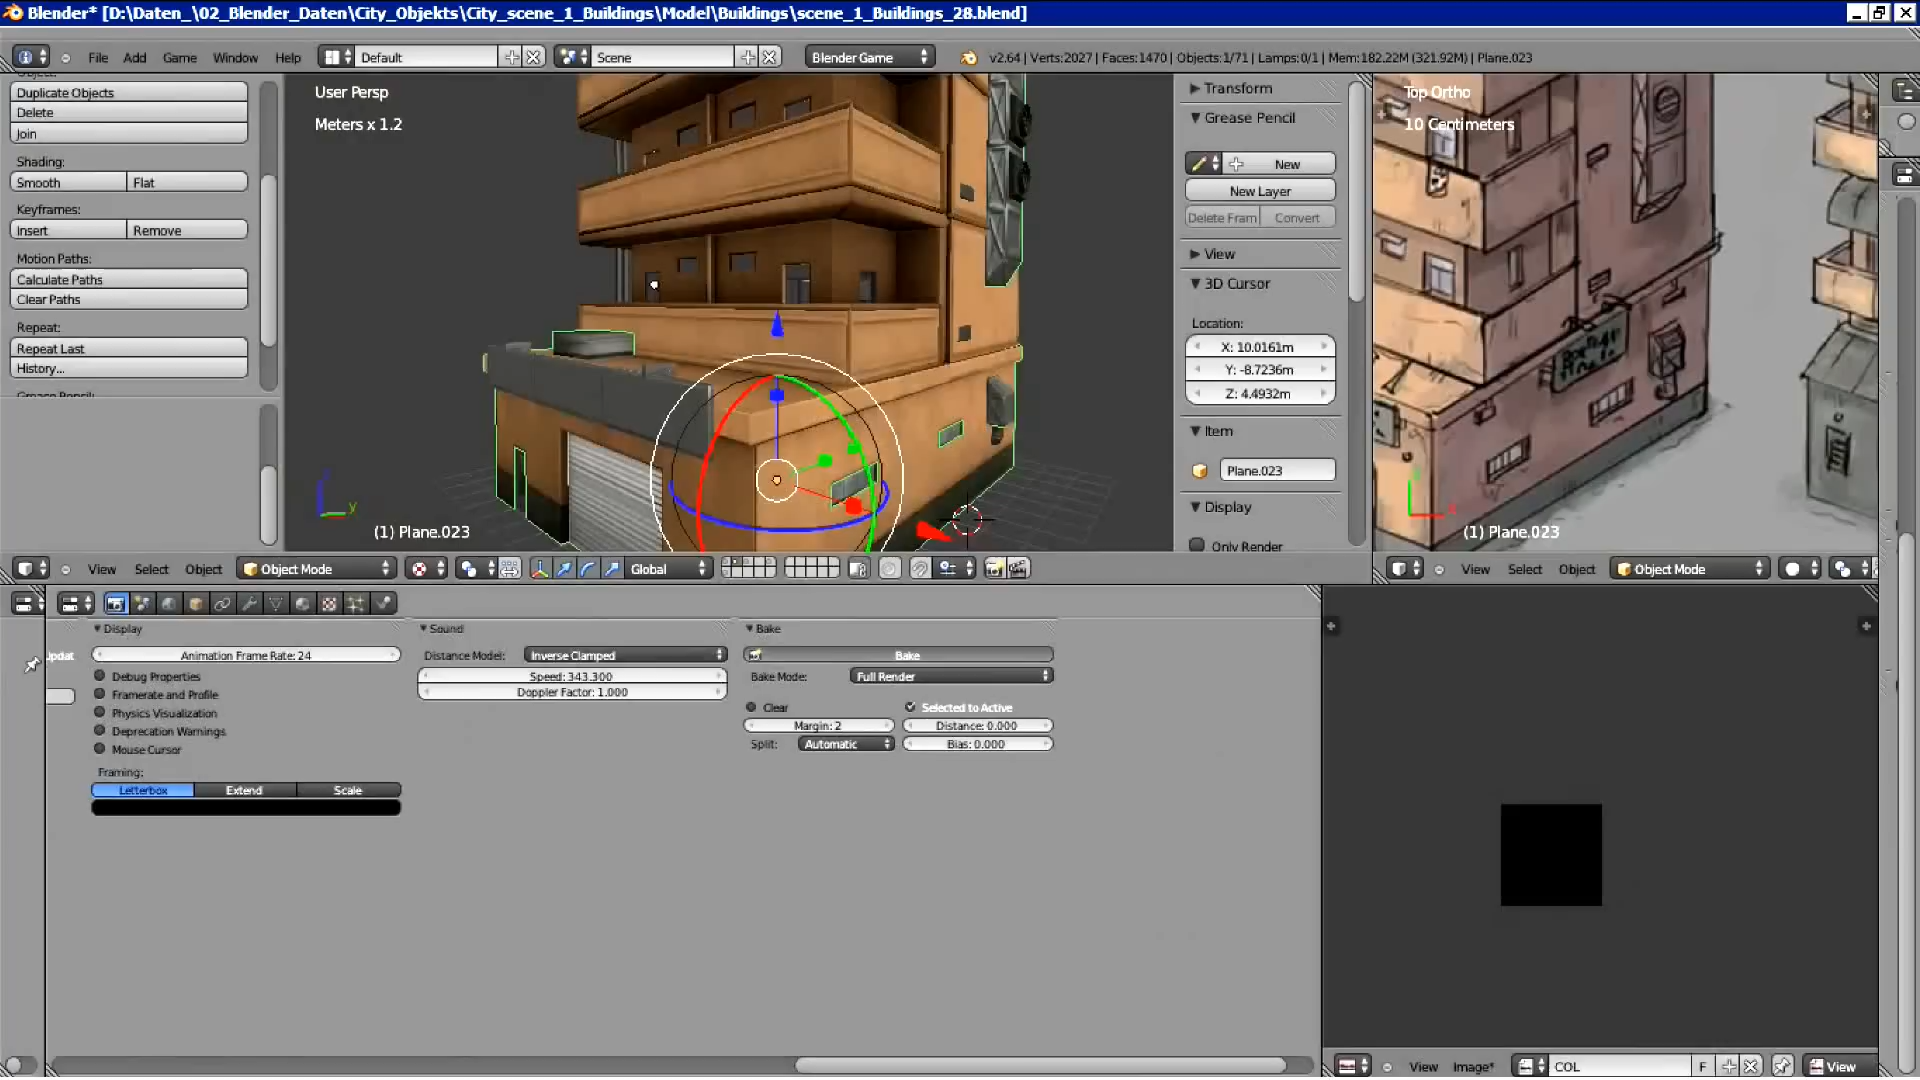 Blender* [D:\Daten_\02_Blender_Daten\City_Objekts\City_scene_1_Buildings\Model\Buildings\scene_1_Buildings_28.blend]
File Add Game Window Help Default Scene Blender Game v2.64 | Verts:2027 | Faces:1470 | Objects:1/71 | Lamps:0/1 | Mem:182.22M (321.92M) | Plane.023
Object:
Duplicate Objects
Delete
Join
Shading:
Smooth Flat
Keyframes:
Insert Remove
Motion Paths:
Calculate Paths
Clear Paths
Repeat:
Repeat Last
History...
Grease Pencil:
User Persp
Meters x 1.2
(1) Plane.023
Transform
Grease Pencil
New
New Layer
Delete Fram Convert
View
3D Cursor
Location:
X: 10.0161m
Y: -8.7236m
Z: 4.4932m
Item
Plane.023
Display
Only Render
Top Ortho
10 Centimeters
(1) Plane.023
View Select Object Object Mode Global
View Select Object Object Mode
Display
Animation Frame Rate: 24
Debug Properties
Framerate and Profile
Physics Visualization
Deprecation Warnings
Mouse Cursor
Framing:
Letterbox Extend Scale
Sound
Distance Model: Inverse Clamped
Speed: 343.300
Doppler Factor: 1.000
Bake
Bake
Bake Mode: Full Render
Clear Selected to Active
Margin: 2 Distance: 0.000
Split: Automatic Bias: 0.000
View Image* COL F View